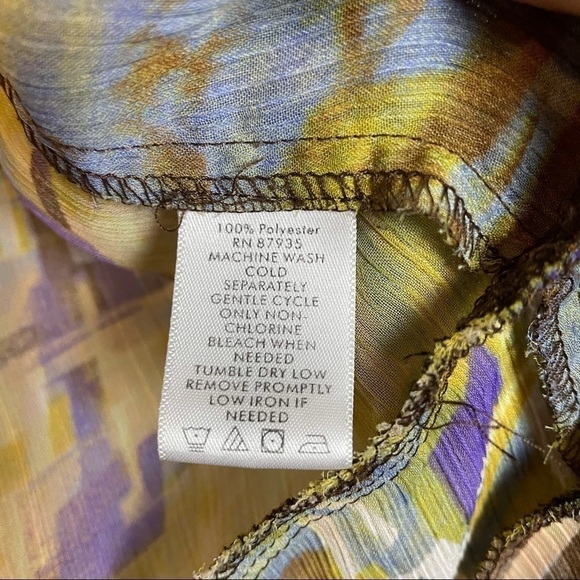 100% Polyester
RN 87935
MACHINE WASH
COLD
SEPARATELY
GENTLE CYCLE
ONLY NON-
CHLORINE
BLEACH WHEN
NEEDED
TUMBLE DRY LOW
REMOVE PROMPTLY
LOW IRON IF
NEEDED